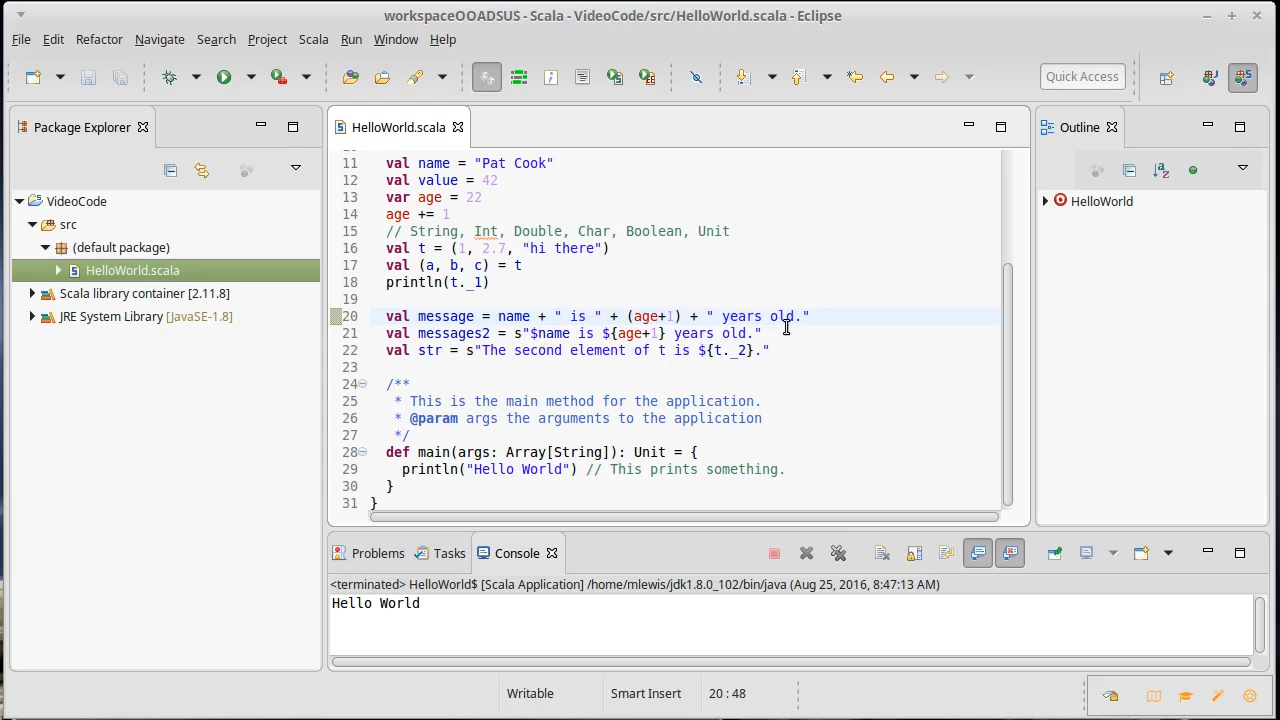 workspaceOOADSUS - Scala - VideoCode/src/HelloWorld.scala - Eclipse
File Edit Refactor Navigate Search Project Scala Run Window Help
Quick Access
Package Explorer
VideoCode
src
(default package)
HelloWorld.scala
Scala library container [2.11.8]
JRE System Library [JavaSE-1.8]
HelloWorld.scala
11 val name = "Pat Cook"
12 val value = 42
13 var age = 22
14 age += 1
15 // String, Int, Double, Char, Boolean, Unit
16 val t = (1, 2.7, "hi there")
17 val (a, b, c) = t
18 println(t._1)
19
20 val message = name + " is " + (age+1) + " years old."
21 val messages2 = s"$name is ${age+1} years old."
22 val str = s"The second element of t is ${t._2}."
23
24 /**
25 * This is the main method for the application.
26 * @param args the arguments to the application
27 */
28 def main(args: Array[String]): Unit = {
29 println("Hello World") // This prints something.
30 }
31 }
Outline
HelloWorld
Problems Tasks Console
<terminated> HelloWorld$ [Scala Application] /home/mlewis/jdk1.8.0_102/bin/java (Aug 25, 2016, 8:47:13 AM)
Hello World
Writable Smart Insert 20 : 48